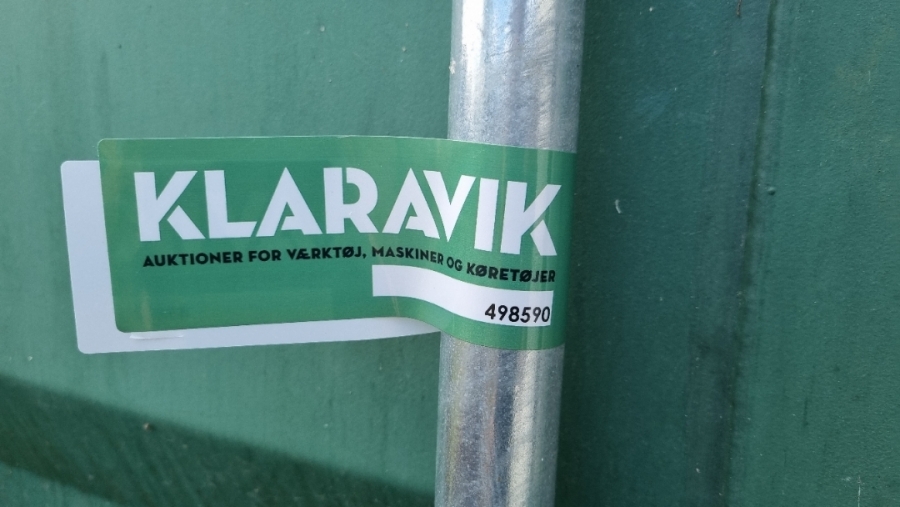 KLARAVIK
AUKTIONER FOR VÆRKTØJ, MASKINER OG KØRETØJER
498590